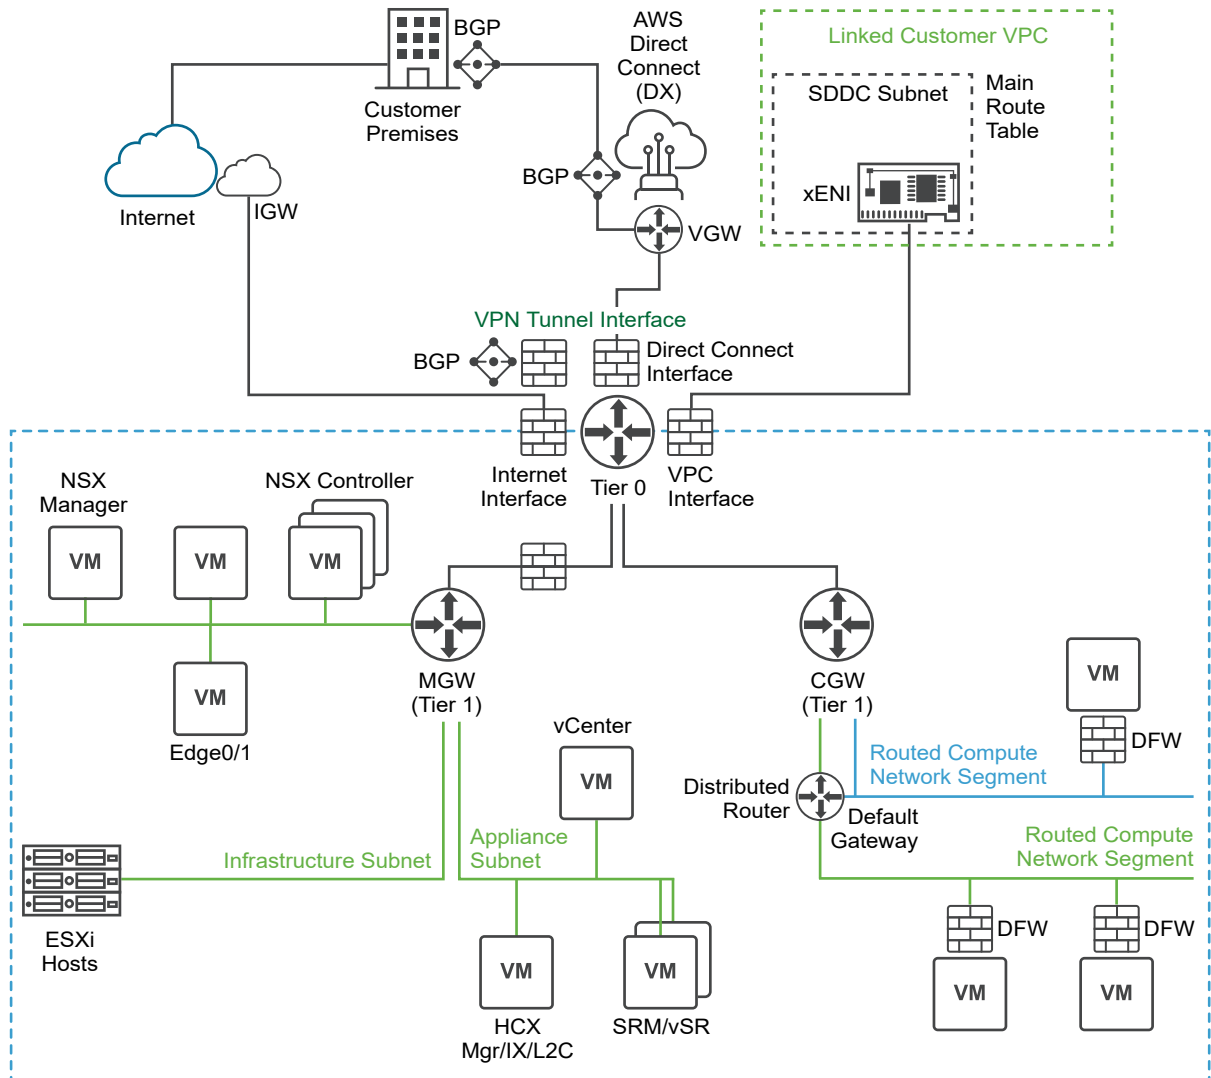 BGP
Customer
Premises
AWS
Direct
Connect
(DX)
Linked Customer VPC
SDDC Subnet
Main
Route
Table
xENI
Internet
IGW
BGP
VGW
VPN Tunnel Interface
BGP
Direct Connect
Interface
Internet
Interface
Tier 0
VPC
Interface
NSX
Manager
NSX Controller
VM
VM
VM
VM
Edge0/1
MGW
(Tier 1)
CGW
(Tier 1)
VM
DFW
vCenter
VM
Routed Compute
Network Segment
Distributed
Router
Default
Gateway
Appliance
Subnet
Infrastructure Subnet
Routed Compute
Network Segment
ESXi
Hosts
VM
HCX
Mgr/IX/L2C
VM
SRM/vSR
DFW
VM
DFW
VM